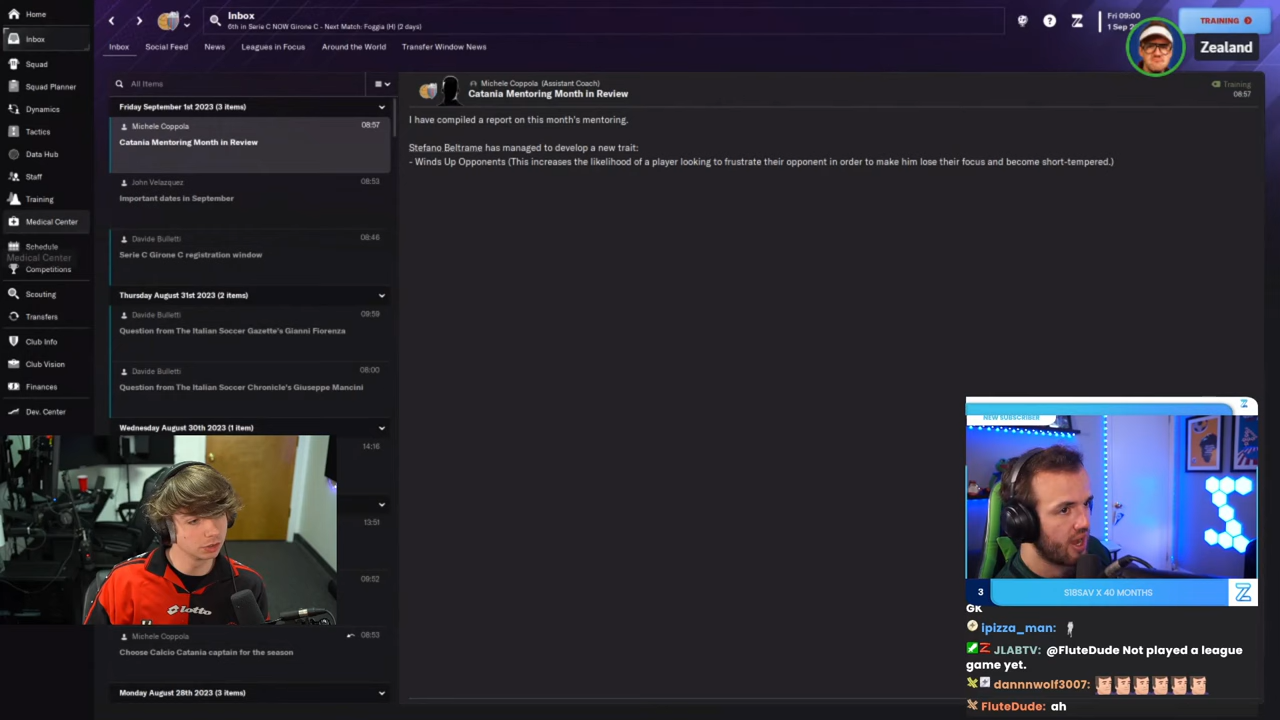 Home
Inbox
Squad
Squad Planner
Dynamics
Tactics
Data Hub
Staff
Training
Medical Center
Schedule
Medical Center
Competitions
Scouting
Transfers
Club Info
Club Vision
Finances
Dev. Center
Inbox
6th in Serie C NOW Girone C - Next Match: Foggia (H) (2 days)
Fri 09:00
1 Sep
TRAINING
Zealand
Inbox
Social Feed
News
Leagues in Focus
Around the World
Transfer Window News
All Items
Friday September 1st 2023 (3 items)
Michele Coppola
08:57
Catania Mentoring Month in Review
John Velazquez
08:53
Important dates in September
Davide Bulletti
08:46
Serie C Girone C registration window
Thursday August 31st 2023 (2 items)
Davide Bulletti
09:59
Question from The Italian Soccer Gazette's Gianni Fiorenza
Davide Bulletti
08:00
Question from The Italian Soccer Chronicle's Giuseppe Mancini
Wednesday August 30th 2023 (1 item)
14:16
13:51
09:52
Michele Coppola
08:53
Choose Calcio Catania captain for the season
Monday August 28th 2023 (3 items)
Michele Coppola (Assistant Coach)
Catania Mentoring Month in Review
Training
08:57
I have compiled a report on this month's mentoring.
Stefano Beltrame has managed to develop a new trait:
- Winds Up Opponents (This increases the likelihood of a player looking to frustrate their opponent in order to make him lose their focus and become short-tempered.)
lotto
NEW SUBSCRIBER
3
S18SAV X 40 MONTHS
Z
GK
ipizza_man:
JLABTV: @FluteDude Not played a league
game yet.
dannnwolf3007:
FluteDude: ah